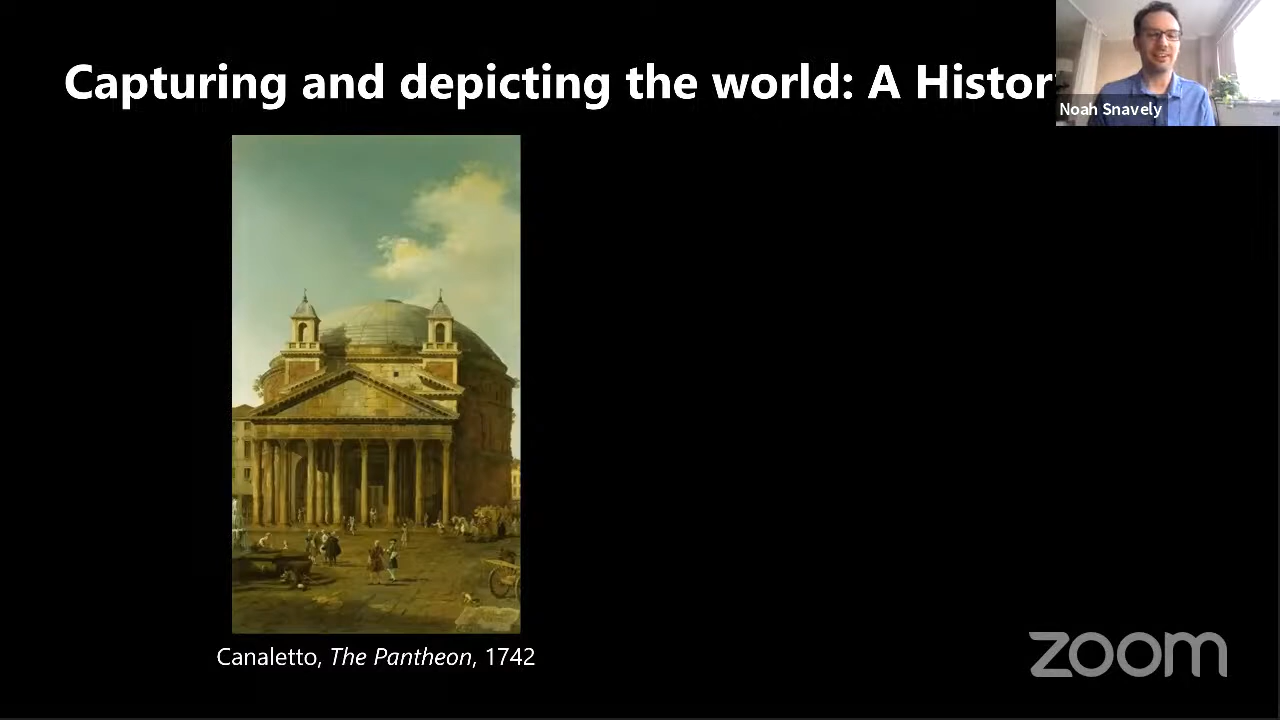 Capturing and depicting the world: A Histor
Noah Snavely
Canaletto, The Pantheon, 1742
zoom